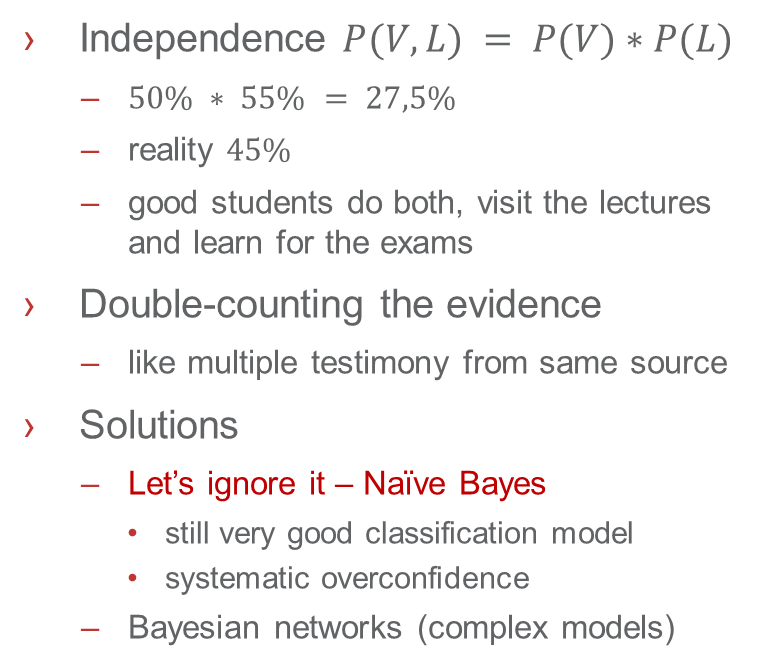 › Independence P(V, L) = P(V) ∗ P(L)
– 50% ∗ 55% = 27,5%
– reality 45%
– good students do both, visit the lectures
and learn for the exams
› Double-counting the evidence
– like multiple testimony from same source
› Solutions
– Let’s ignore it – Naïve Bayes
• still very good classification model
• systematic overconfidence
– Bayesian networks (complex models)